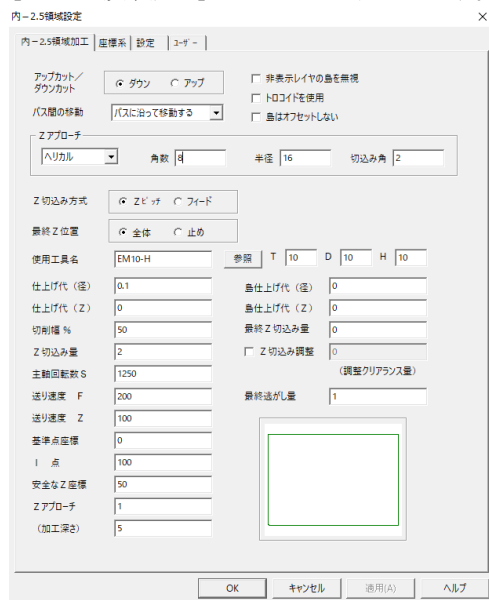 内－2.5領域設定
×
内－2.5領域加工 座標系 設定 ユｰザｰ
アップカット／
ダウンカット
ダウン アップ
非表示レイヤの島を無視
トロコイドを使用
島はオフセットしない
パス間の移動 パスに沿って移動する
Z アプローチ
ヘリカル 角数 8 半径 16 切込み角 2
Z 切込み方式 Z ピッチ フィード
最終 Z 位置 全体 止め
使用工具名 EM10-H 参照 T 10 D 10 H 10
仕上げ代（径） 0.1 島仕上げ代（径） 0
仕上げ代（Z） 0 島仕上げ代（Z） 0
切削幅 % 50 最終 Z 切込み量 0
Z 切込み量 2 Z 切込み調整 0
主軸回転数 S 1250 （調整クリアランス量）
送り速度 F 200 最終逃がし量 1
送り速度 Z 100
基準点座標 0
I 点 100
安全な Z 座標 50
Z アプローチ 1
（加工深さ） 5
OK キャンセル 適用(A) ヘルプ